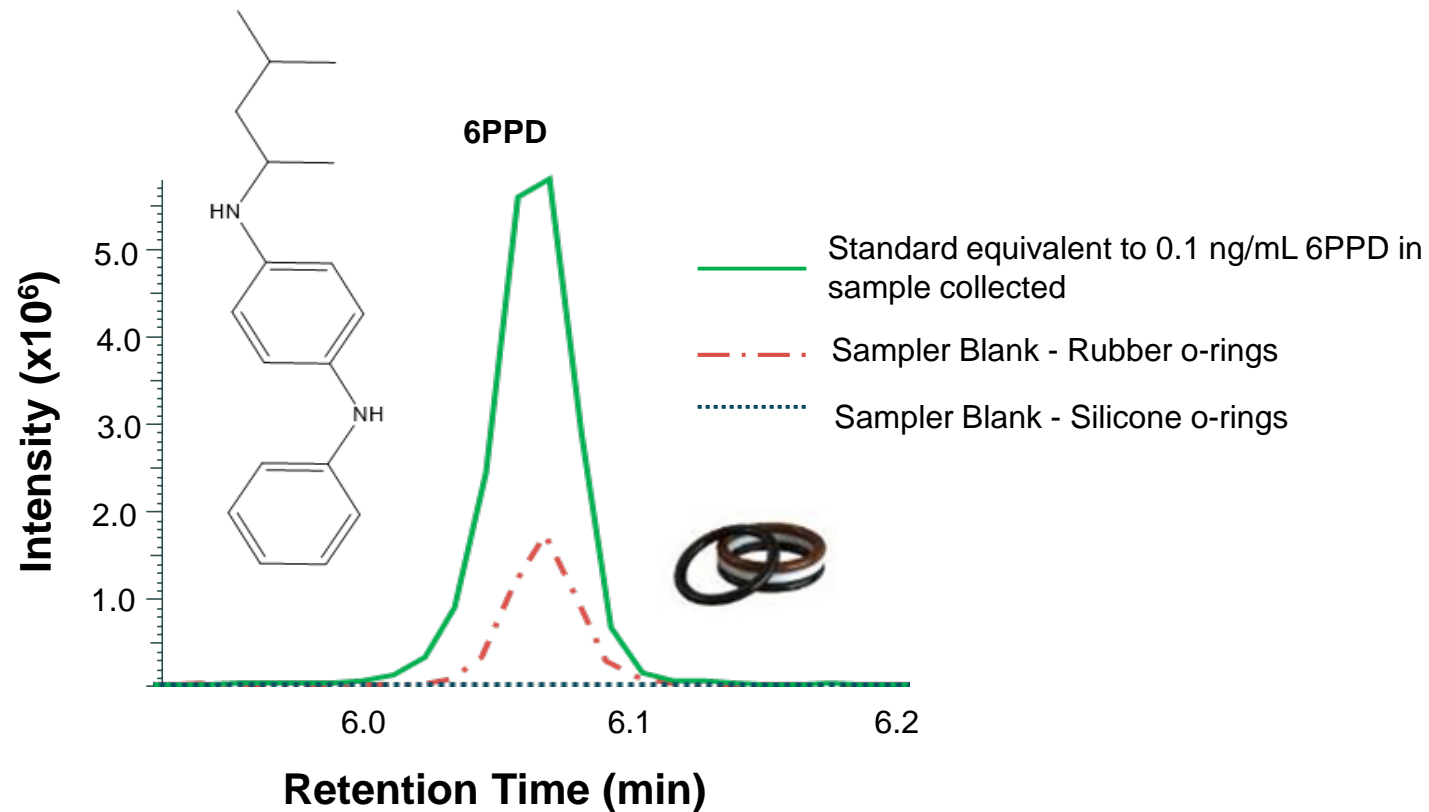 6PPD
HN
NH
Intensity (x10⁶)
5.0
4.0
3.0
2.0
1.0
6.0
6.1
6.2
Retention Time (min)
Standard equivalent to 0.1 ng/mL 6PPD in
sample collected
Sampler Blank - Rubber o-rings
Sampler Blank - Silicone o-rings